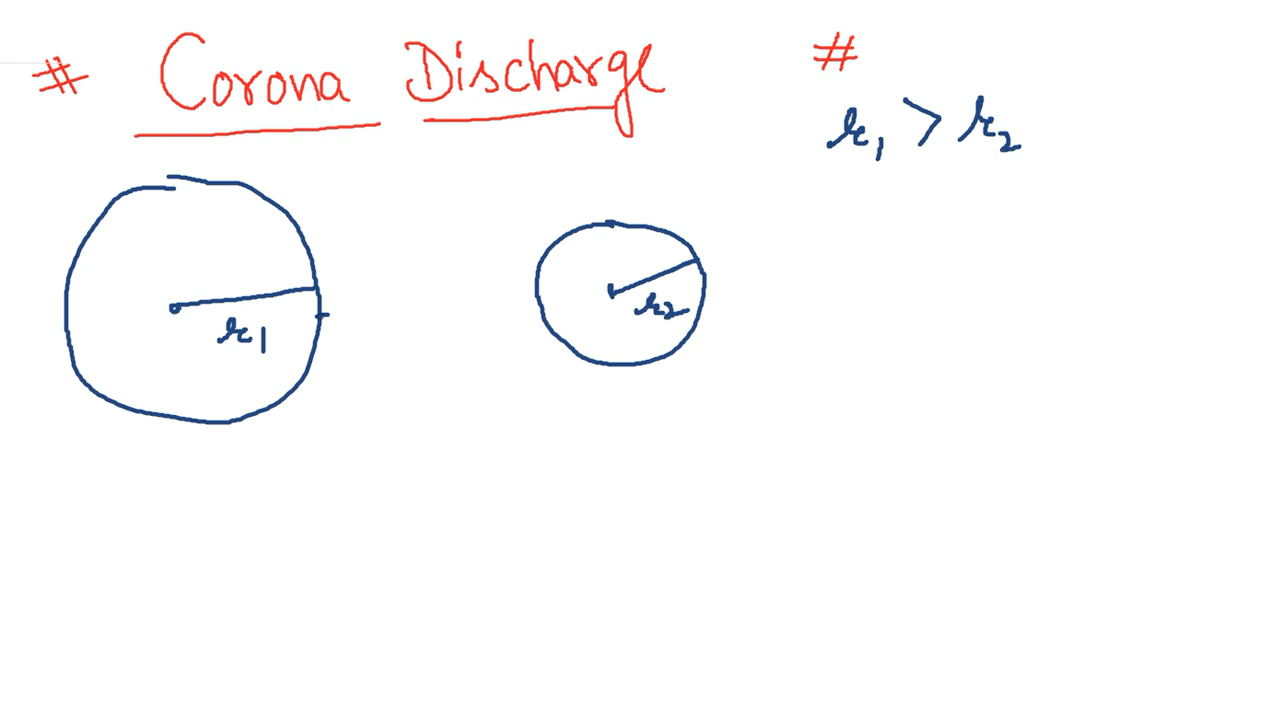 # Corona Discharge
#
r₁ > r₂
r₁
r₂